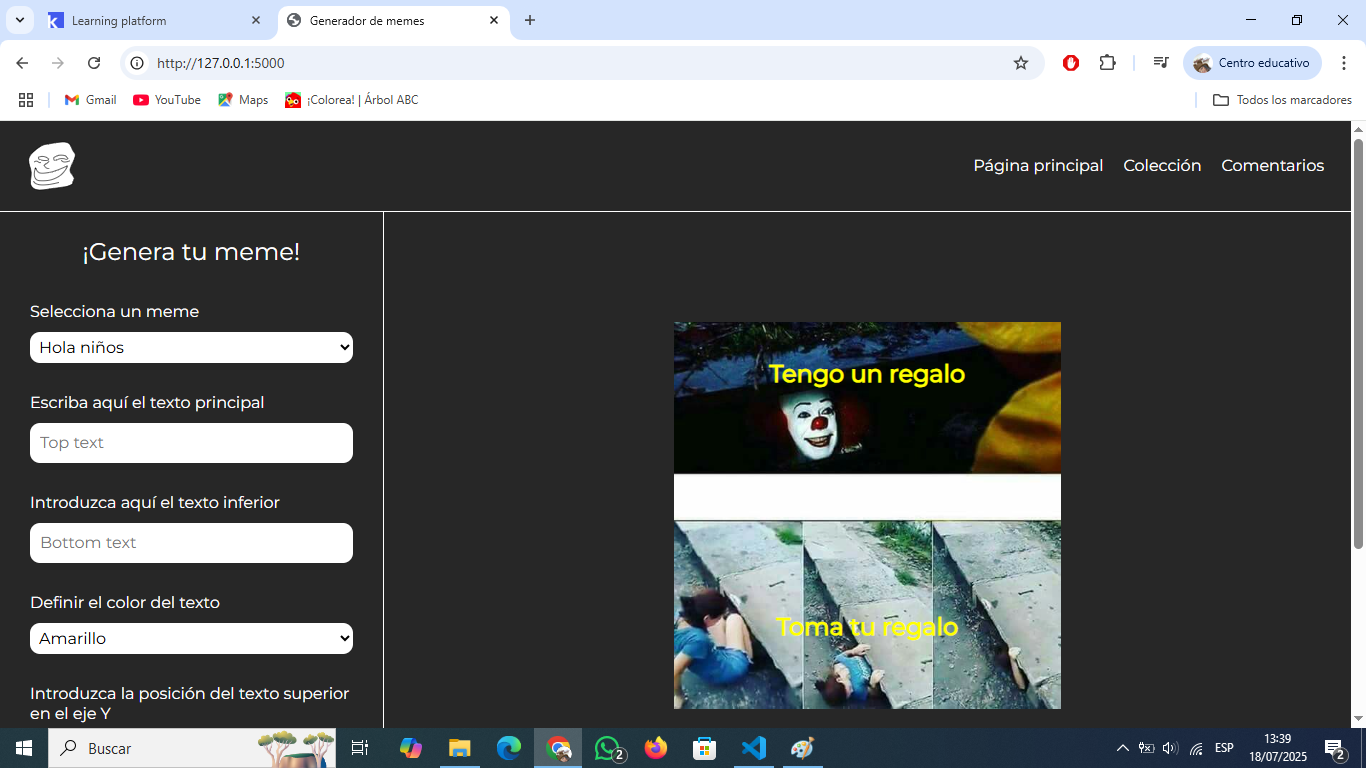 Learning platform
Generador de memes
http://127.0.0.1:5000
Centro educativo
Gmail
YouTube
Maps
¡Colorea! | Árbol ABC
Todos los marcadores
Página principal
Colección
Comentarios
¡Genera tu meme!
Selecciona un meme
Hola niños
Escriba aquí el texto principal
Top text
Introduzca aquí el texto inferior
Bottom text
Definir el color del texto
Amarillo
Introduzca la posición del texto superior
en el eje Y
Tengo un regalo
Toma tu regalo
Buscar
2
ESP
13:39
18/07/2025
2